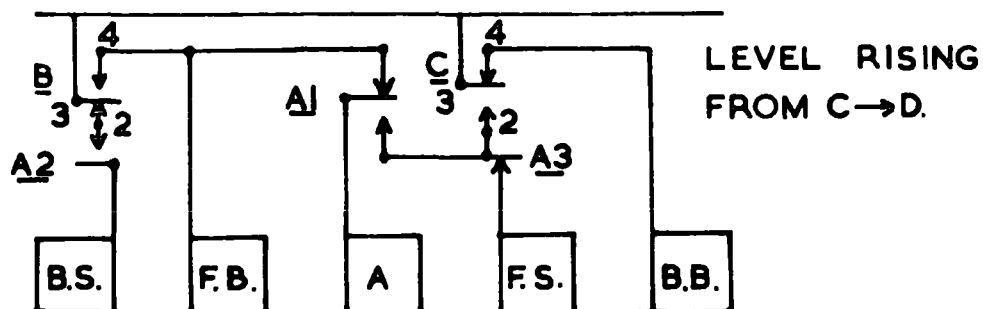 4
B
3
2
A2
A1
4
C
3
2
A3
LEVEL RISING
FROM C→D.
B.S.
F.B.
A
F.S.
B.B.